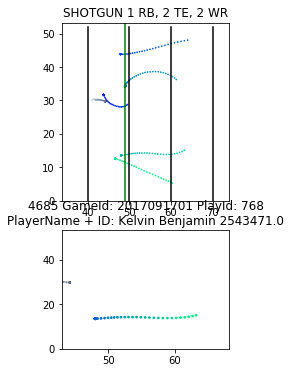 SHOTGUN 1 RB, 2 TE, 2 WR
50
40
30
20
10
0
40 50 60 70
4685 GameId: 2017091701 PlayId: 768
PlayerName + ID: Kelvin Benjamin 2543471.0
40
20
0
50 60